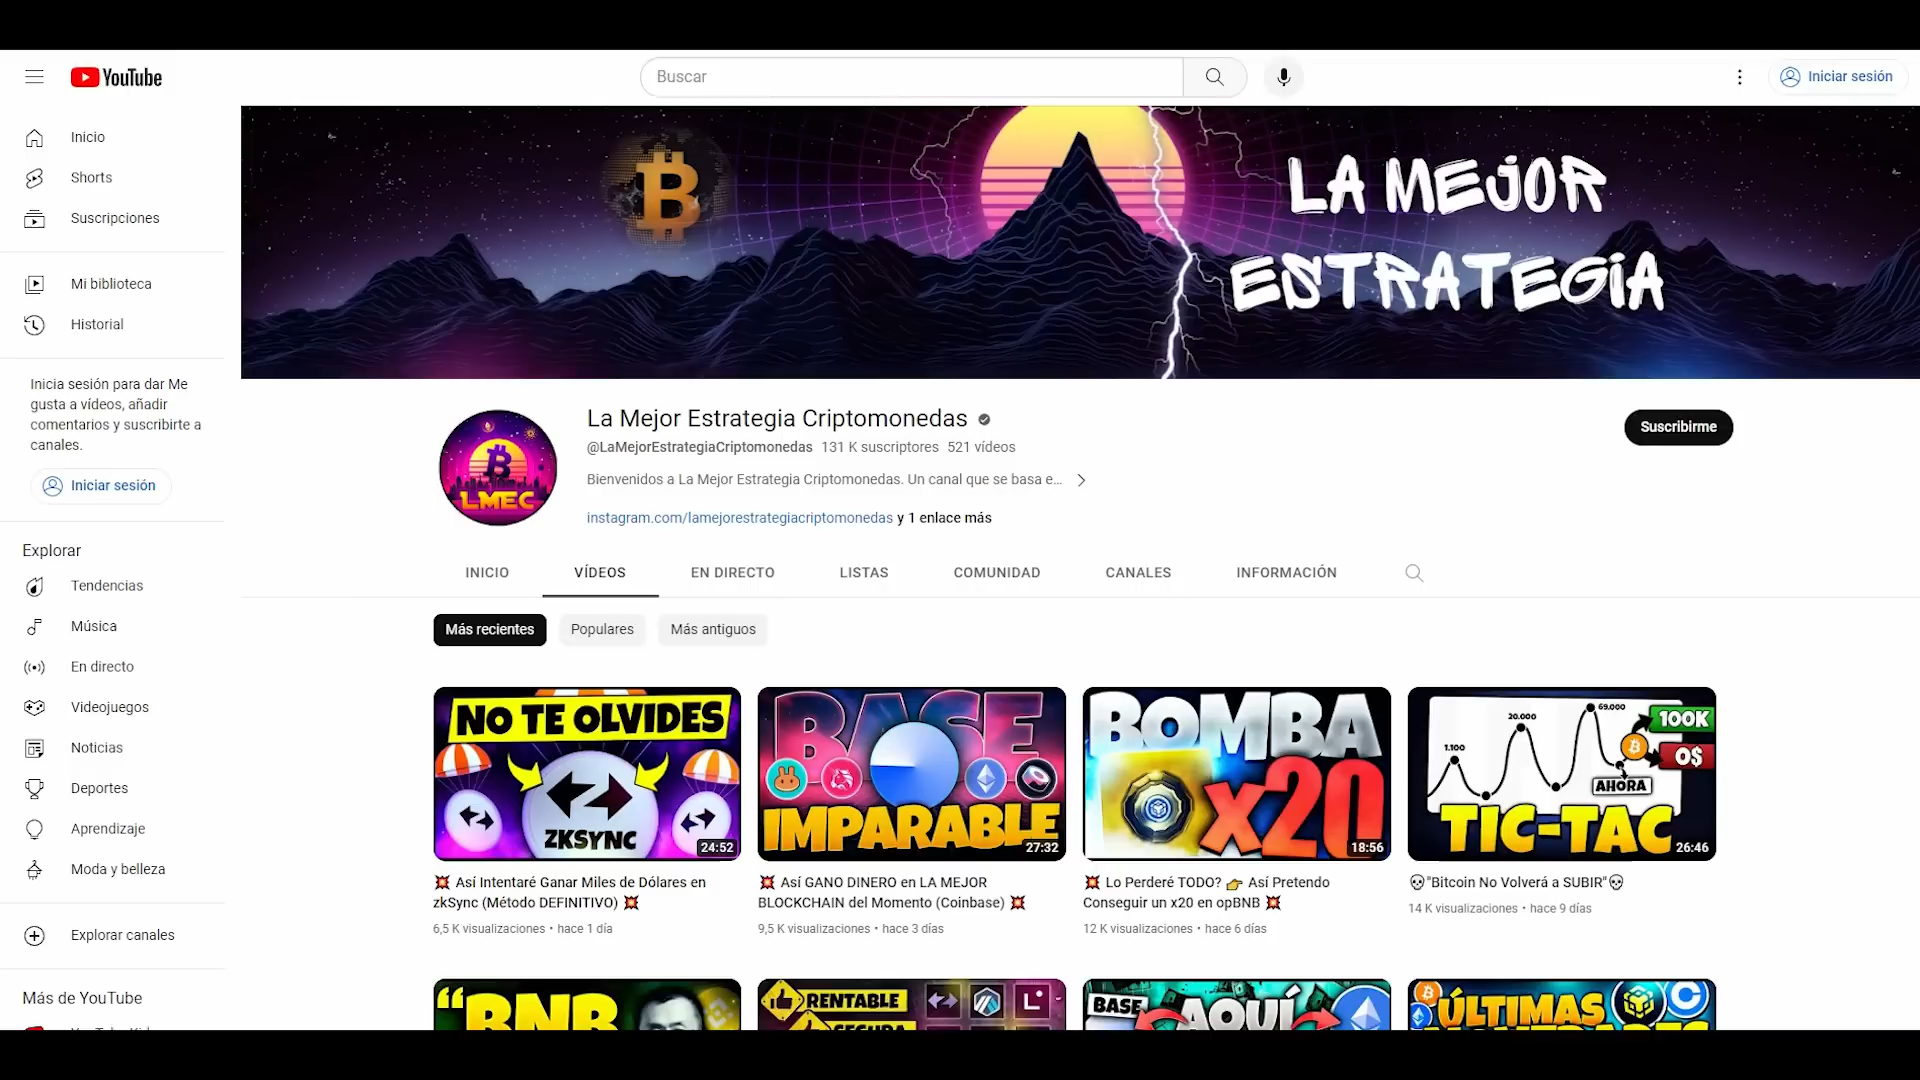 YouTube
Buscar
Iniciar sesión
Inicio
Shorts
Suscripciones
Mi biblioteca
Historial
Inicia sesión para dar Me
gusta a vídeos, añadir
comentarios y suscribirte a
canales.
Iniciar sesión
Explorar
Tendencias
Música
En directo
Videojuegos
Noticias
Deportes
Aprendizaje
Moda y belleza
Explorar canales
Más de YouTube
LA MEJOR
ESTRATEGIA
LMEC
La Mejor Estrategia Criptomonedas
@LaMejorEstrategiaCriptomonedas 131 K suscriptores 521 vídeos
Bienvenidos a La Mejor Estrategia Criptomonedas. Un canal que se basa e...
instagram.com/lamejorestrategiacriptomonedas y 1 enlace más
Suscribirme
INICIO VÍDEOS EN DIRECTO LISTAS COMUNIDAD CANALES INFORMACIÓN
Más recientes Populares Más antiguos
NO TE OLVIDES
ZKSYNC
24:52
💥 Así Intentaré Ganar Miles de Dólares en
zkSync (Método DEFINITIVO) 💥
6,5 K visualizaciones • hace 1 día
BASE
IMPARABLE
27:32
💥 Así GANO DINERO en LA MEJOR
BLOCKCHAIN del Momento (Coinbase) 💥
9,5 K visualizaciones • hace 3 días
BOMBA
x20
18:56
💥 Lo Perderé TODO? 👉 Así Pretendo
Conseguir un x20 en opBNB 💥
12 K visualizaciones • hace 6 días
1.100
20.000
69.000
100K
0$
AHORA
TIC-TAC
26:46
💀"Bitcoin No Volverá a SUBIR"💀
14 K visualizaciones • hace 9 días
"BNB
RENTABLE
SEGURA
BASE
AQUÍ
ÚLTIMAS